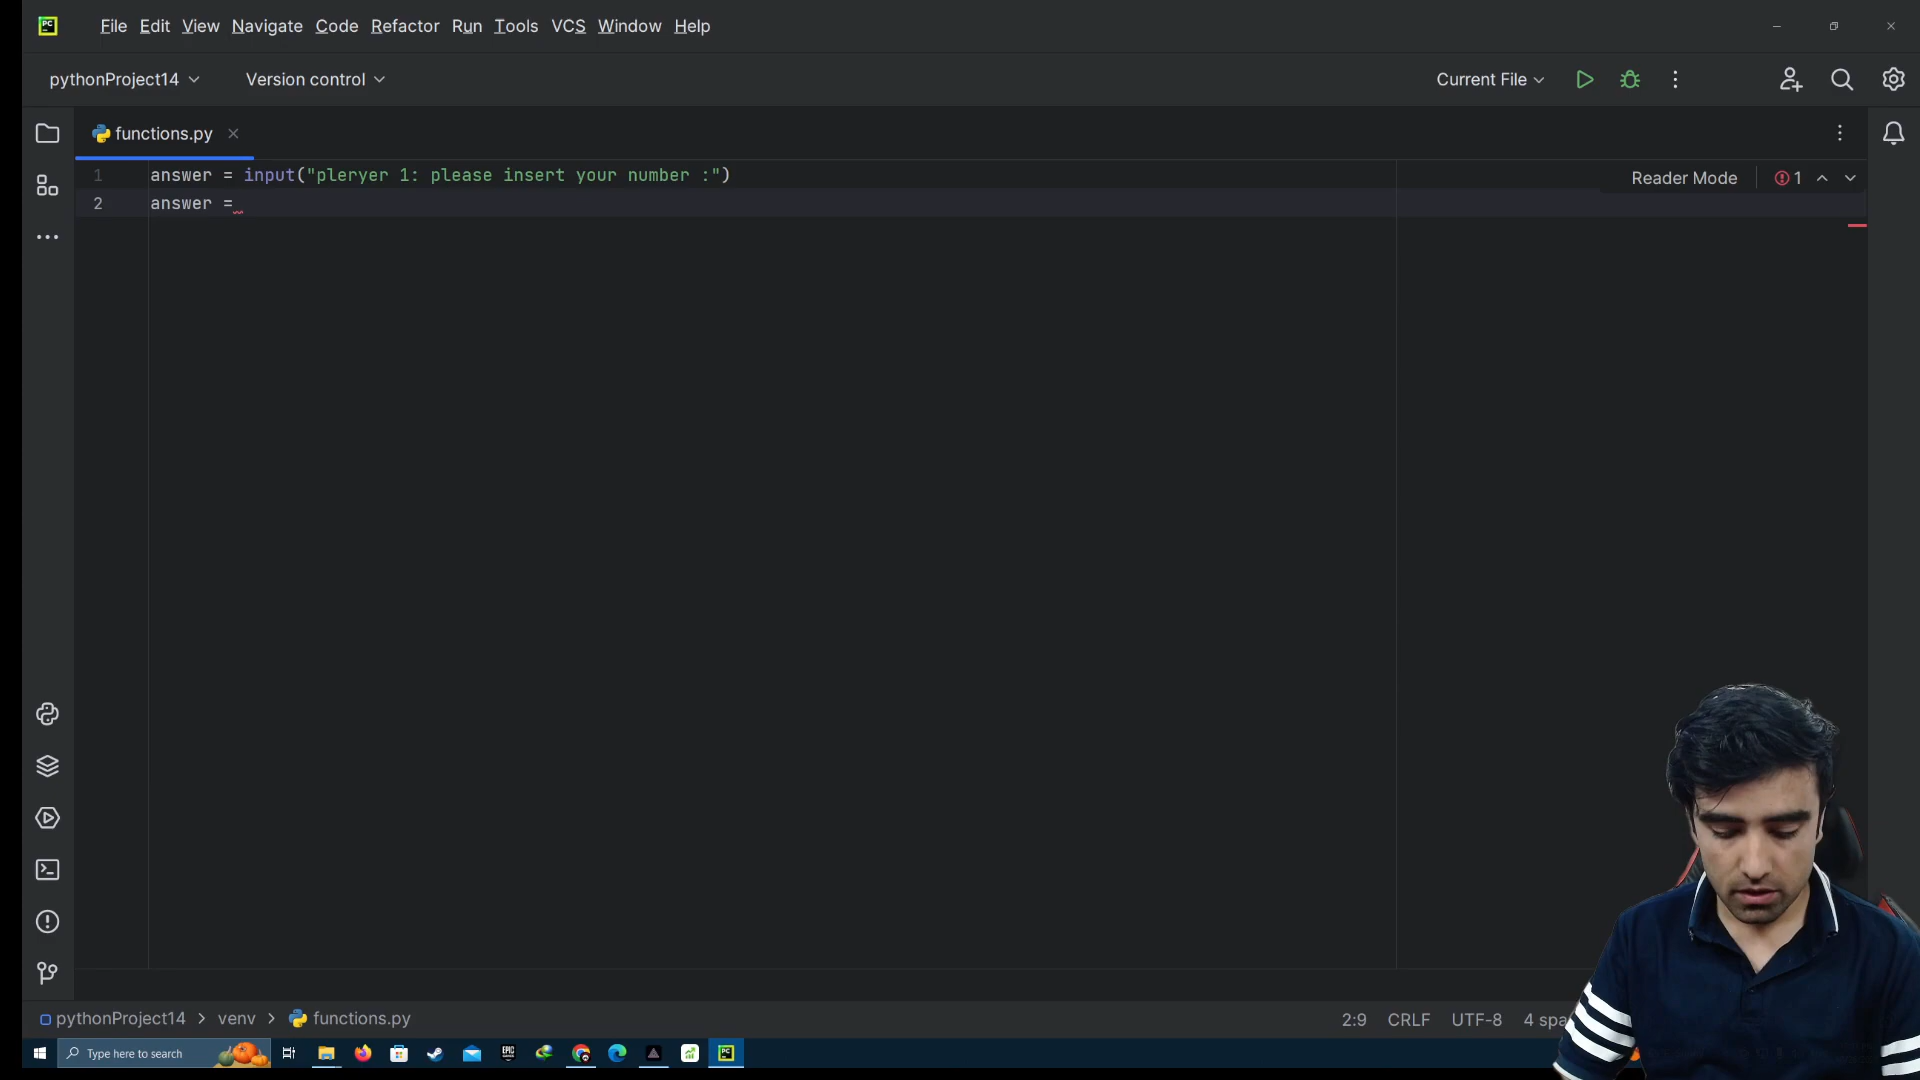 File Edit View Navigate Code Refactor Run Tools VCS Window Help
pythonProject14 Version control Current File
functions.py
1 answer = input("pleryer 1: please insert your number :")
Reader Mode 1
2 answer =
pythonProject14 > venv > functions.py 2:9 CRLF UTF-8 4 spa
Type here to search